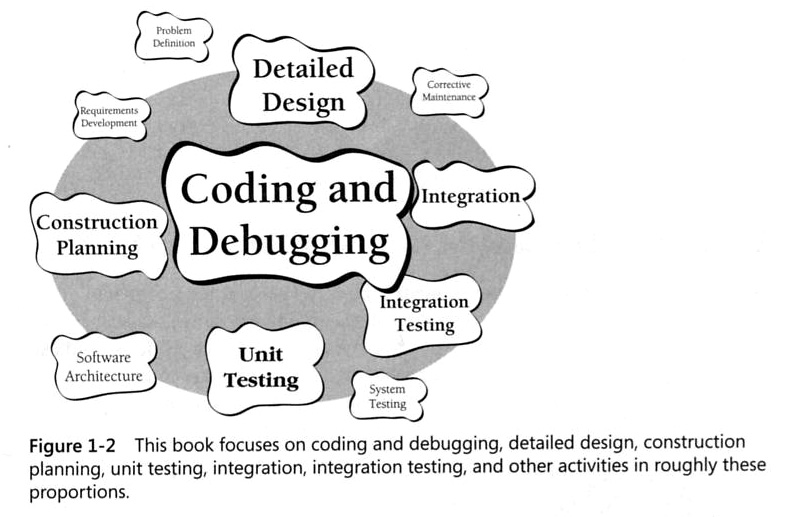 Problem
Definition
Detailed
Design
Corrective
Maintenance
Requirements
Development
Coding and
Debugging
Integration
Construction
Planning
Integration
Testing
Software
Architecture
Unit
Testing
System
Testing
Figure 1-2 This book focuses on coding and debugging, detailed design, construction
planning, unit testing, integration, integration testing, and other activities in roughly these
proportions.